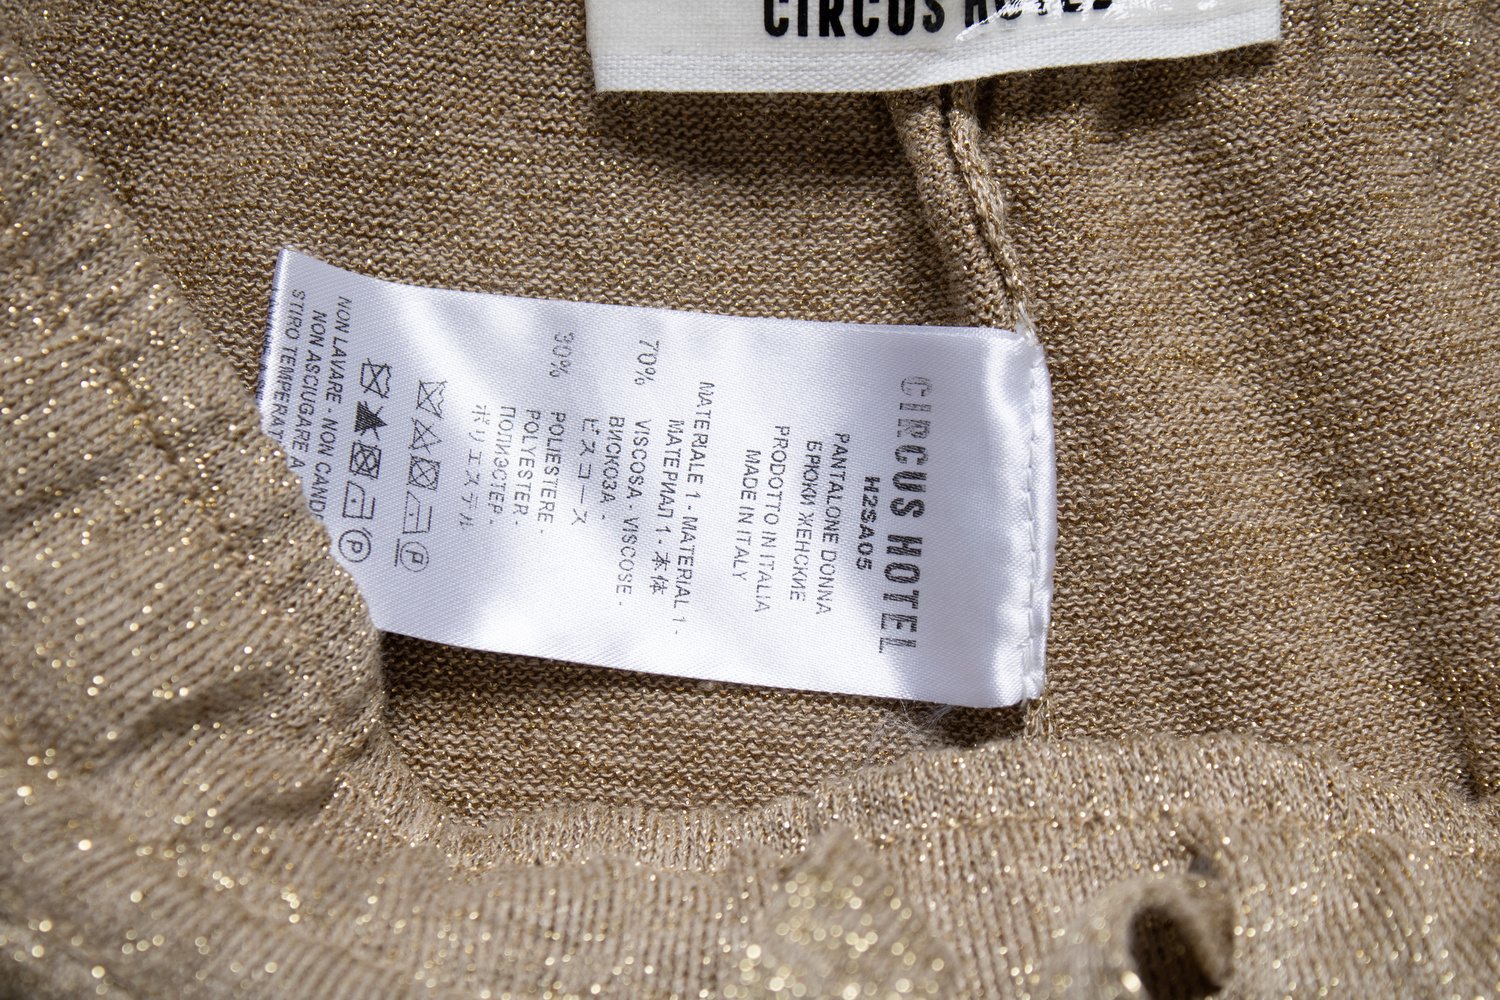 CIRCUS HOTEL
CIRCUS HOTEL
H2SA05
PANTALONE DONNA
БРЮКИ ЖЕНСКИЕ
PRODOTTO IN ITALIA
MADE IN ITALY
MATERIALE 1 - MATERIAL 1 -
МАТЕРИАЛ 1 - 本体
70% VISCOSA - VISCOSE -
ВИСКОЗА -
ビスコース
30% POLIESTERE -
POLYESTER -
ПОЛИЭСТЕР -
ポリエステル
P
P
NON LAVARE - NON CANDE
NON ASCIUGARE A
STIRO TEMPERAT